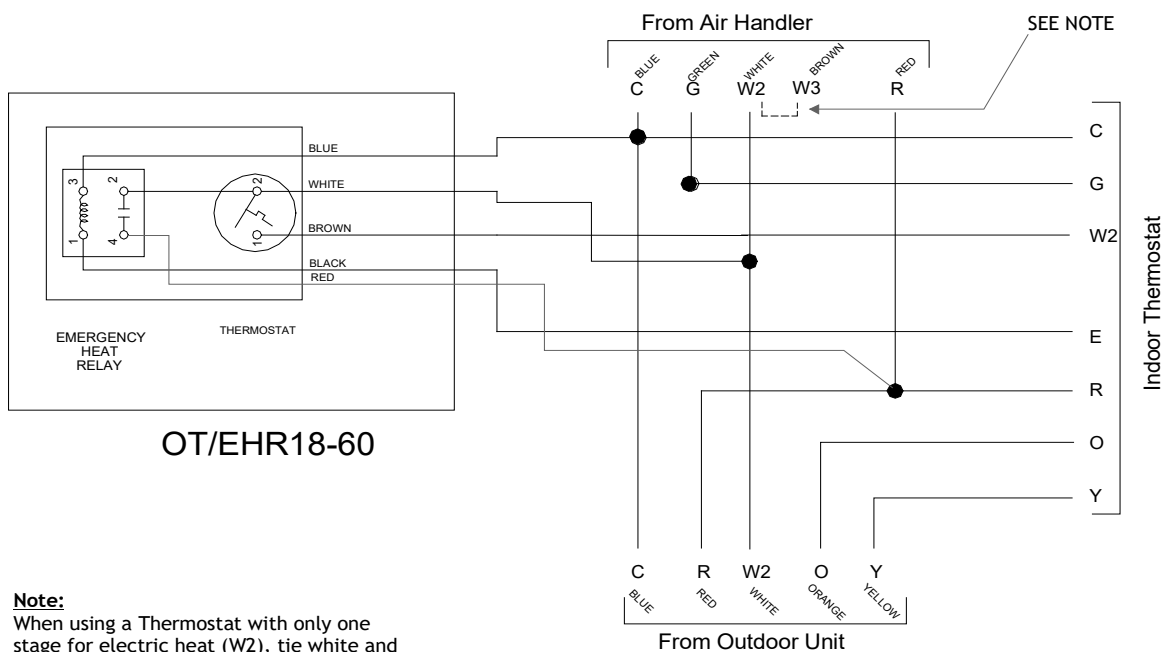 From Air Handler
SEE NOTE
BLUE GREEN WHITE BROWN RED
C G W2 W3 R
BLUE
WHITE
BROWN
BLACK
RED
3 2
1 4
2
1
EMERGENCY
HEAT
RELAY
THERMOSTAT
OT/EHR18-60
C
G
W2
E
R
O
Y
Indoor Thermostat
C R W2 O Y
BLUE RED WHITE ORANGE YELLOW
From Outdoor Unit
Note:
When using a Thermostat with only one
stage for electric heat (W2), tie white and